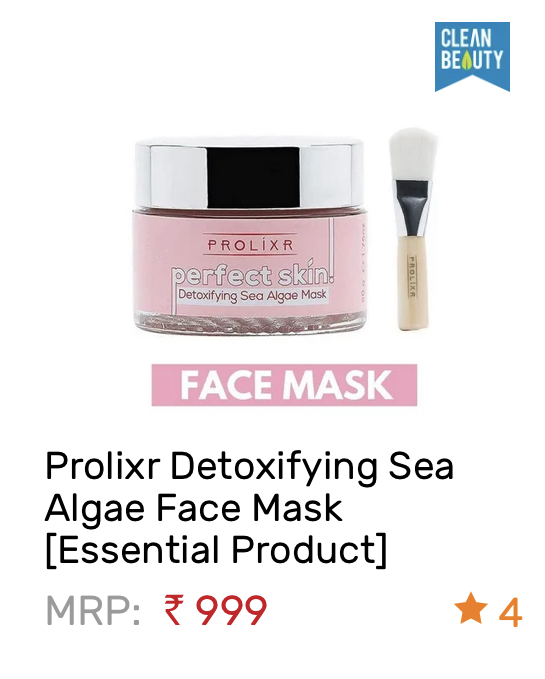 CLEAN
BEAUTY
PROLIXR
perfect skin.
Detoxifying Sea Algae Mask
PROLIXR
FACE MASK
Prolixr Detoxifying Sea
Algae Face Mask
[Essential Product]
MRP: ₹ 999
4